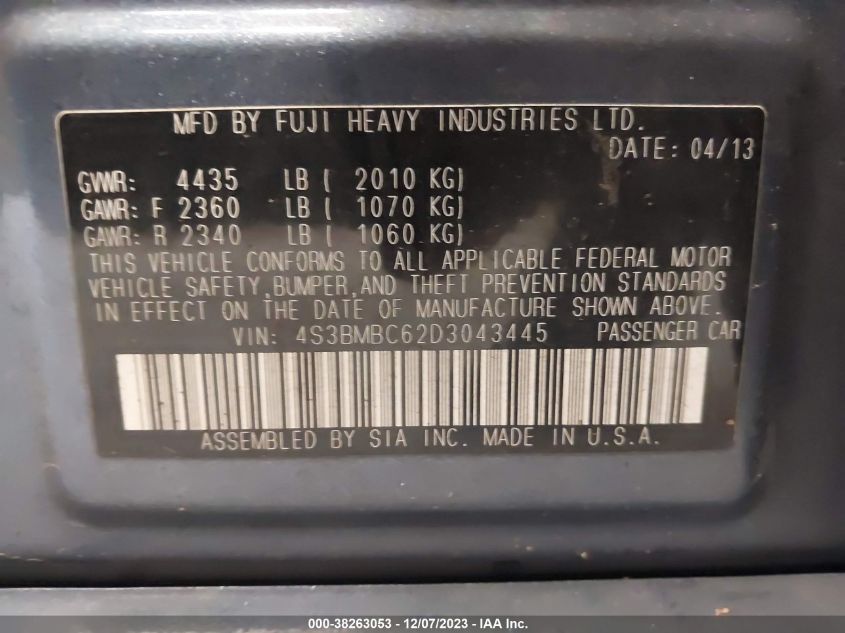 MFD BY FUJI HEAVY INDUSTRIES LTD.
DATE: 04/13
GVWR: 4435 LB ( 2010 KG)
GAWR: F 2360 LB ( 1070 KG)
GAWR: R 2340 LB ( 1060 KG)
THIS VEHICLE CONFORMS TO ALL APPLICABLE FEDERAL MOTOR
VEHICLE SAFETY,BUMPER,AND THEFT PREVENTION STANDARDS
IN EFFECT ON THE DATE OF MANUFACTURE SHOWN ABOVE.
VIN: 4S3BMBC62D3043445 PASSENGER CAR
ASSEMBLED BY SIA INC. MADE IN U.S.A.
000-38263053 - 12/07/2023 - IAA Inc.